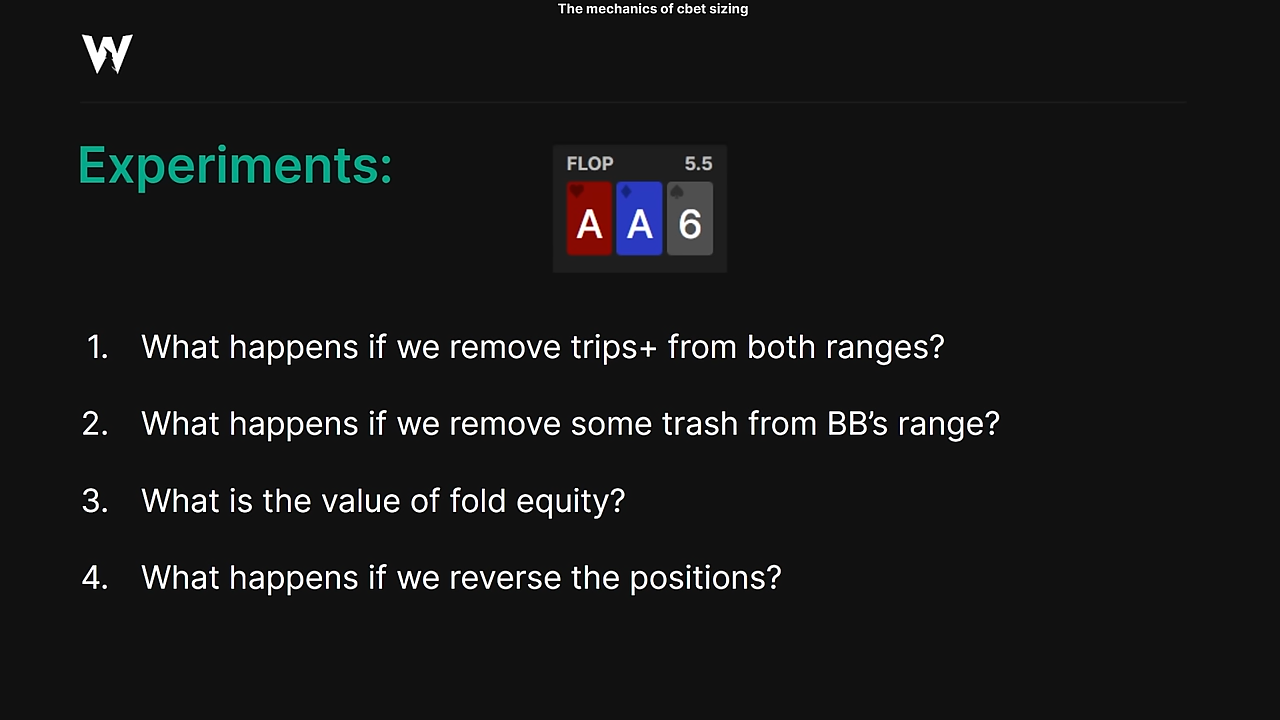 The mechanics of cbet sizing
W
Experiments:
FLOP 5.5
A A 6
1. What happens if we remove trips+ from both ranges?
2. What happens if we remove some trash from BB’s range?
3. What is the value of fold equity?
4. What happens if we reverse the positions?